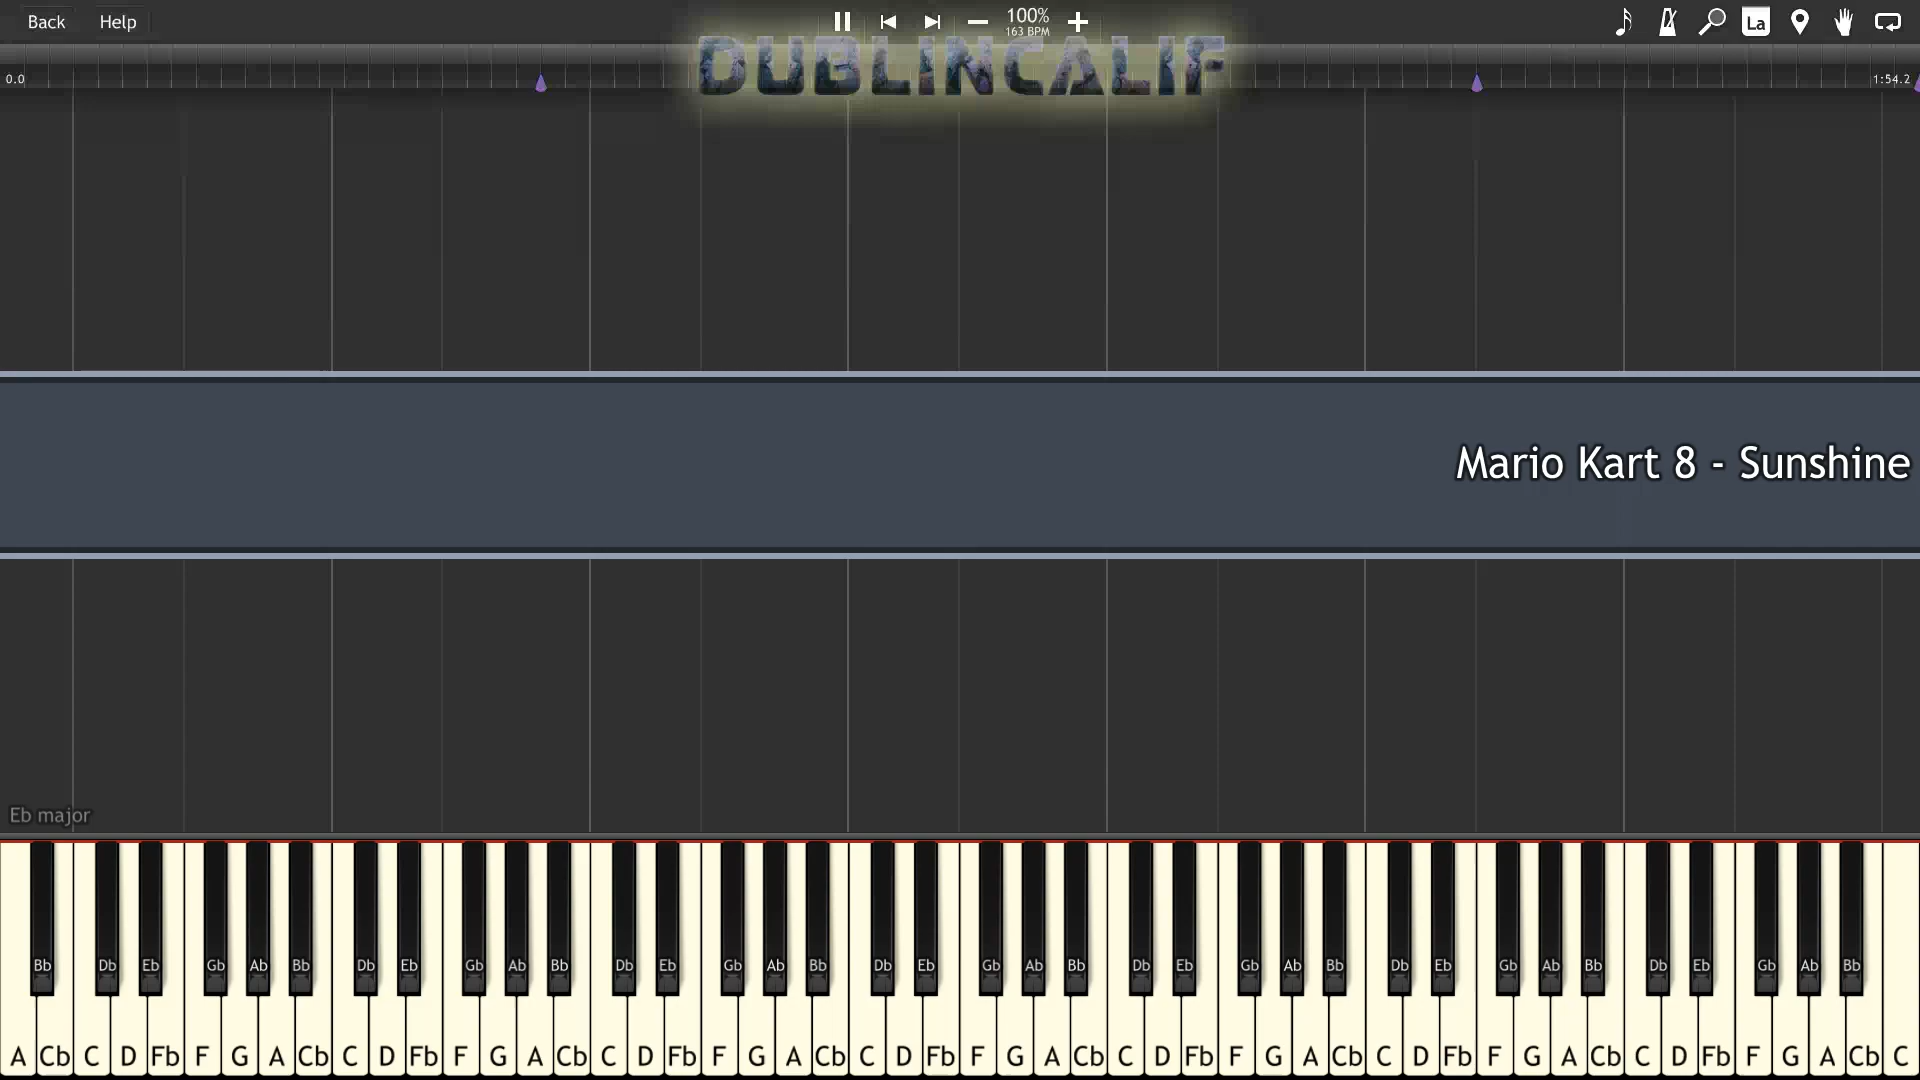 Back Help 100%
163 BPM La
DUBLINCALIF
0.0 1:54.2
Mario Kart 8 - Sunshine
Eb major
Bb Db Eb Gb Ab Bb Db Eb Gb Ab Bb Db Eb Gb Ab Bb Db Eb Gb Ab Bb Db Eb Gb Ab Bb Db Eb Gb Ab Bb Db Eb Gb Ab Bb
A Cb C D Fb F G A Cb C D Fb F G A Cb C D Fb F G A Cb C D Fb F G A Cb C D Fb F G A Cb C D Fb F G A Cb C D Fb F G A Cb C